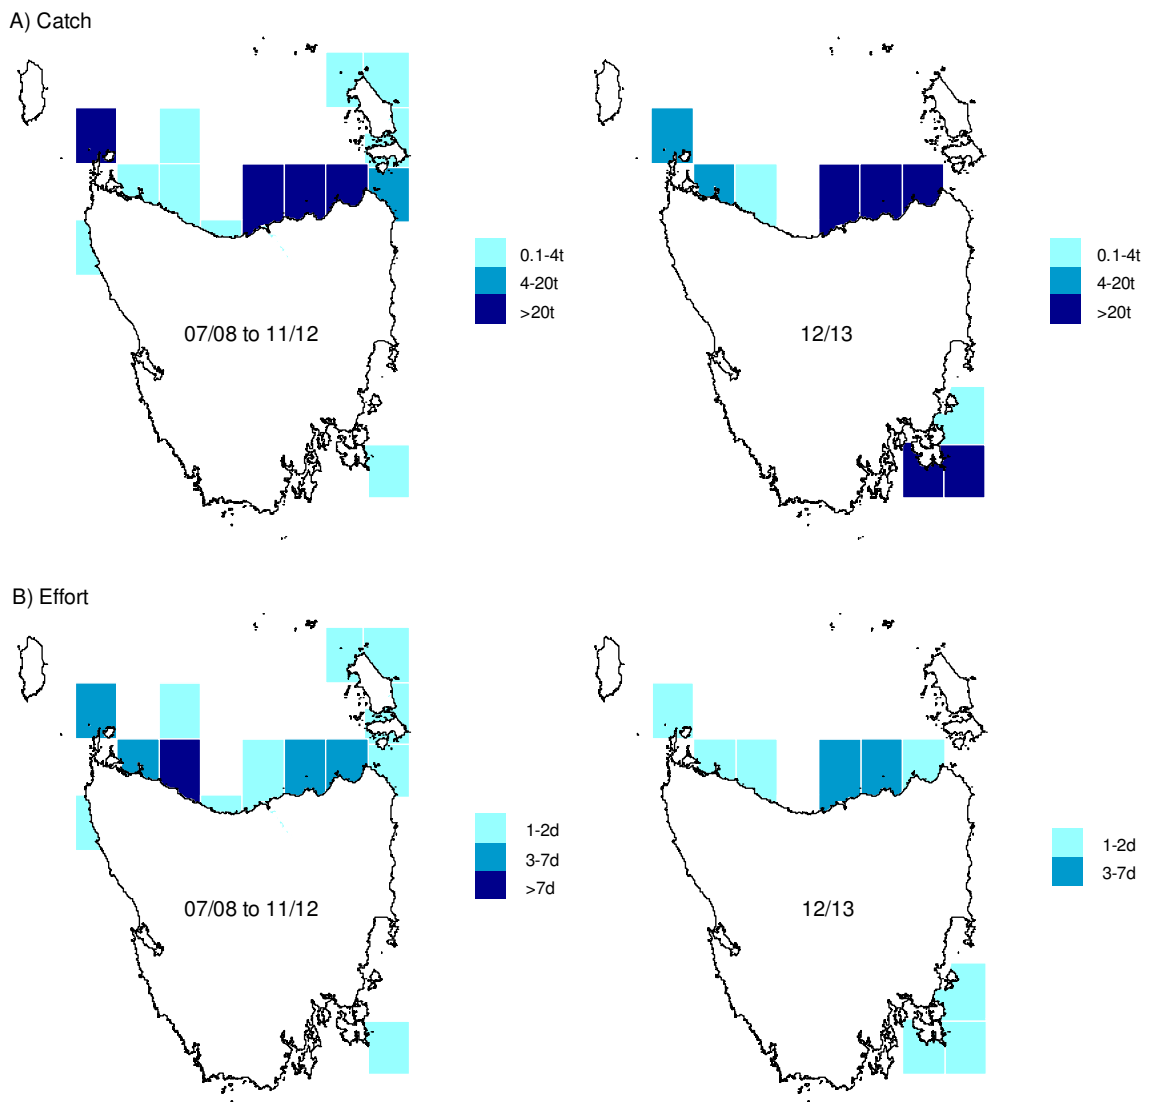 A) Catch
0.1-4t
4-20t
>20t
07/08 to 11/12
0.1-4t
4-20t
>20t
12/13
B) Effort
1-2d
3-7d
>7d
07/08 to 11/12
1-2d
3-7d
12/13